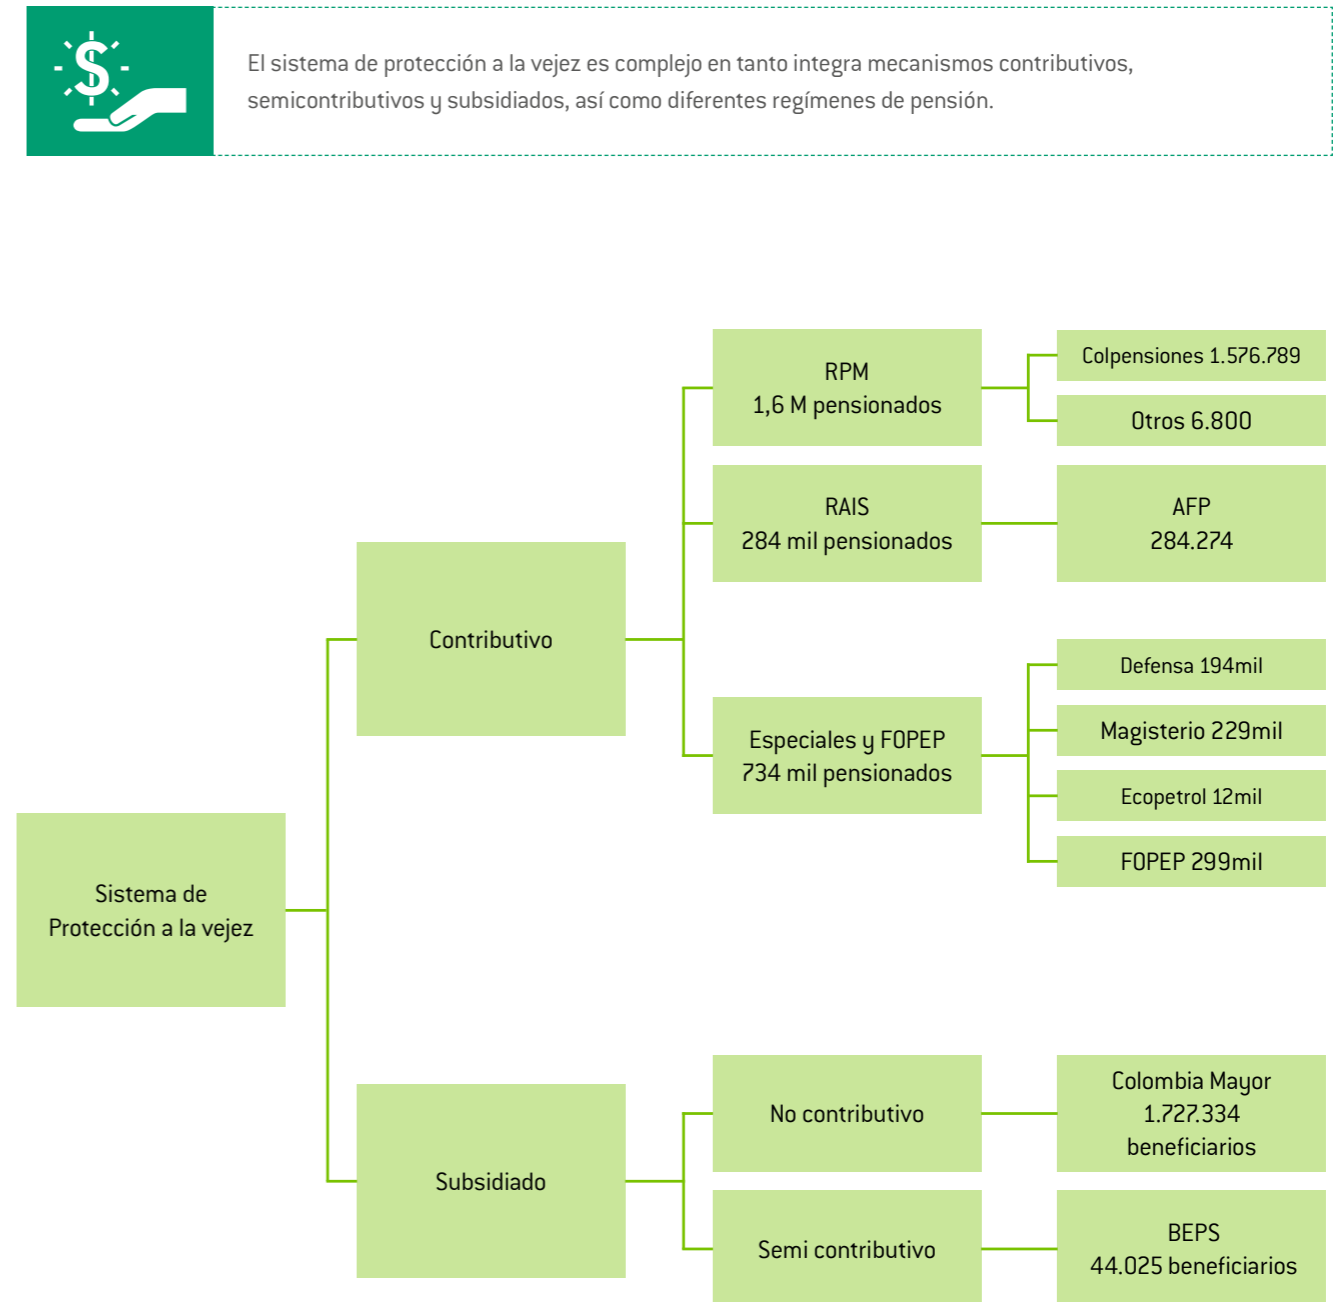 $
El sistema de protección a la vejez es complejo en tanto integra mecanismos contributivos,
semicontributivos y subsidiados, así como diferentes regímenes de pensión.
Sistema de
Protección a la vejez
Contributivo
RPM
1,6 M pensionados
Colpensiones 1.576.789
Otros 6.800
RAIS
284 mil pensionados
AFP
284.274
Especiales y FOPEP
734 mil pensionados
Defensa 194mil
Magisterio 229mil
Ecopetrol 12mil
FOPEP 299mil
Subsidiado
No contributivo
Colombia Mayor
1.727.334
beneficiarios
Semi contributivo
BEPS
44.025 beneficiarios